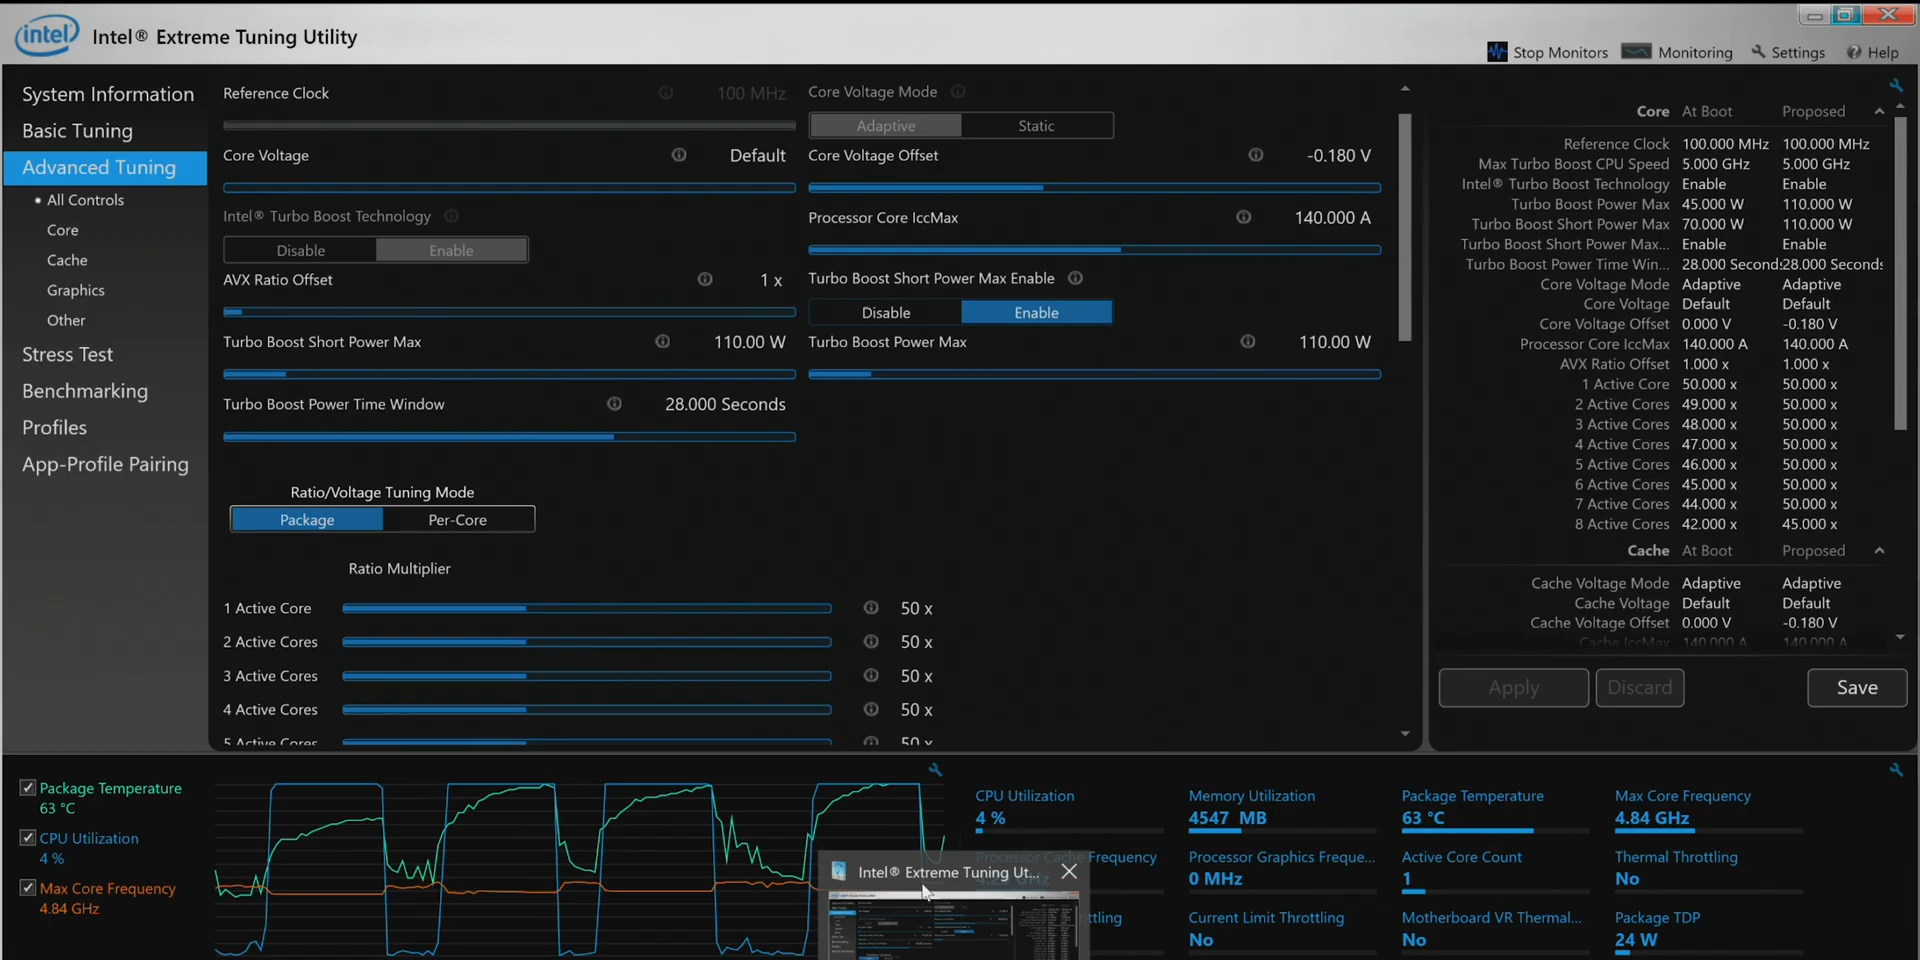 intel
Intel® Extreme Tuning Utility
Stop Monitors
Monitoring
Settings
Help
System Information
Basic Tuning
Advanced Tuning
• All Controls
Core
Cache
Graphics
Other
Stress Test
Benchmarking
Profiles
App-Profile Pairing
Reference Clock 100 MHz
Core Voltage Default
Intel® Turbo Boost Technology
Disable Enable
AVX Ratio Offset 1 x
Turbo Boost Short Power Max 110.00 W
Turbo Boost Power Time Window 28.000 Seconds
Core Voltage Mode
Adaptive Static
Core Voltage Offset -0.180 V
Processor Core IccMax 140.000 A
Turbo Boost Short Power Max Enable
Disable Enable
Turbo Boost Power Max 110.00 W
Ratio/Voltage Tuning Mode
Package Per-Core
Ratio Multiplier
1 Active Core 50 x
2 Active Cores 50 x
3 Active Cores 50 x
4 Active Cores 50 x
5 Active Cores 50 x
Core At Boot Proposed
Reference Clock 100.000 MHz 100.000 MHz
Max Turbo Boost CPU Speed 5.000 GHz 5.000 GHz
Intel® Turbo Boost Technology Enable Enable
Turbo Boost Power Max 45.000 W 110.000 W
Turbo Boost Short Power Max 70.000 W 110.000 W
Turbo Boost Short Power Max... Enable Enable
Turbo Boost Power Time Win... 28.000 Second: 28.000 Seconds
Core Voltage Mode Adaptive Adaptive
Core Voltage Default Default
Core Voltage Offset 0.000 V -0.180 V
Processor Core IccMax 140.000 A 140.000 A
AVX Ratio Offset 1.000 x 1.000 x
1 Active Core 50.000 x 50.000 x
2 Active Cores 49.000 x 50.000 x
3 Active Cores 48.000 x 50.000 x
4 Active Cores 47.000 x 50.000 x
5 Active Cores 46.000 x 50.000 x
6 Active Cores 45.000 x 50.000 x
7 Active Cores 44.000 x 50.000 x
8 Active Cores 42.000 x 45.000 x
Cache At Boot Proposed
Cache Voltage Mode Adaptive Adaptive
Cache Voltage Default Default
Cache Voltage Offset 0.000 V -0.180 V
Cache IccMax 140.000 A 140.000 A
Apply
Discard
Save
Package Temperature
63 °C
CPU Utilization
4 %
Max Core Frequency
4.84 GHz
CPU Utilization
4 %
Memory Utilization
4547 MB
Package Temperature
63 °C
Max Core Frequency
4.84 GHz
Processor Cache Frequency
GHz
Processor Graphics Freque...
0 MHz
Active Core Count
1
Thermal Throttling
No
Intel® Extreme Tuning Ut...
ttling
Current Limit Throttling
No
Motherboard VR Thermal...
No
Package TDP
24 W